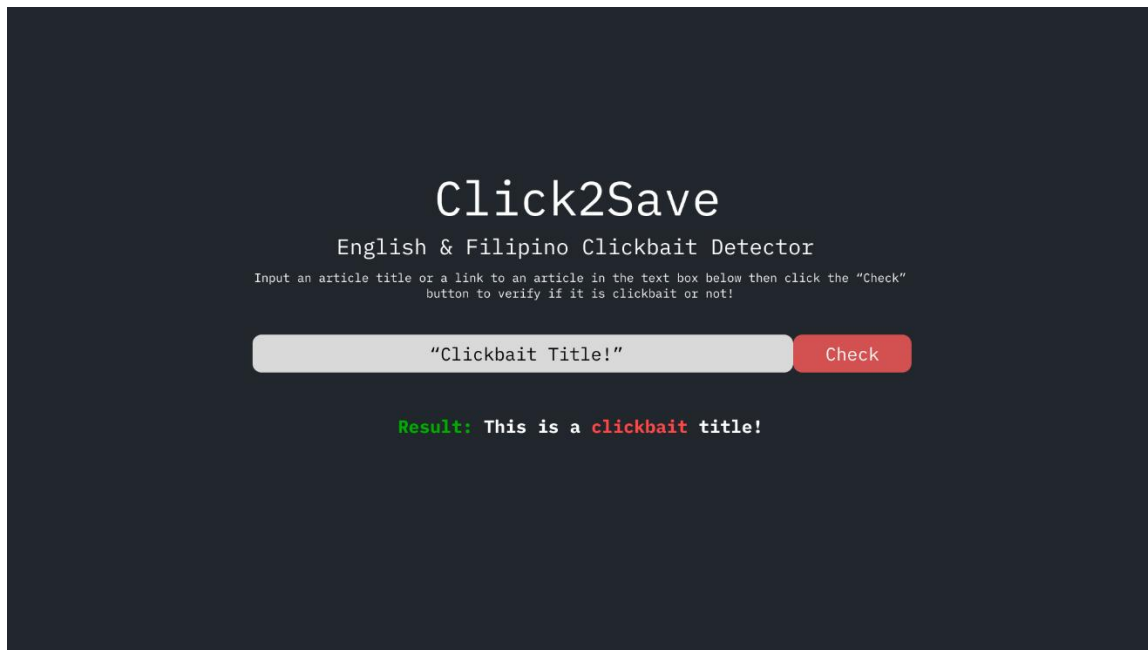 Click2Save
English & Filipino Clickbait Detector
Input an article title or a link to an article in the text box below then click the “Check”
button to verify if it is clickbait or not!
“Clickbait Title!” Check
Result: This is a clickbait title!